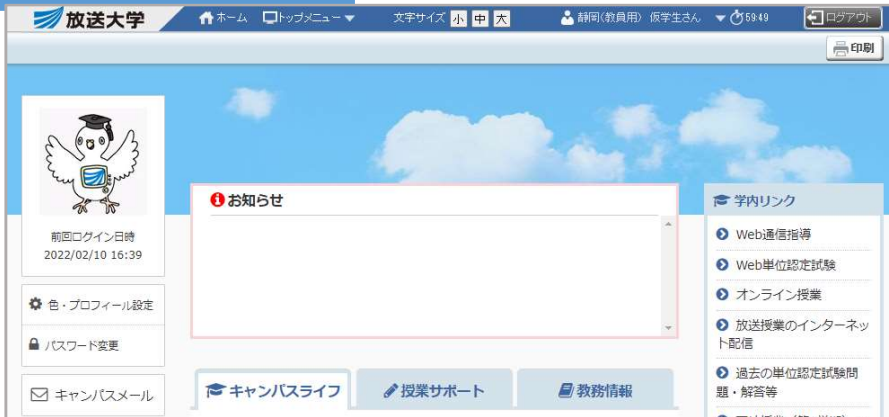 放送大学
ホーム
トップメニュー
文字サイズ 小 中 大
静岡(教員用) 仮学生さん
59:49
ログアウト
印刷
前回ログイン日時
2022/02/10 16:39
色・プロフィール設定
パスワード変更
キャンパスメール
お知らせ
キャンパスライフ
授業サポート
教務情報
学内リンク
Web通信指導
Web単位認定試験
オンライン授業
放送授業のインターネッ
ト配信
過去の単位認定試験問
題・解答等